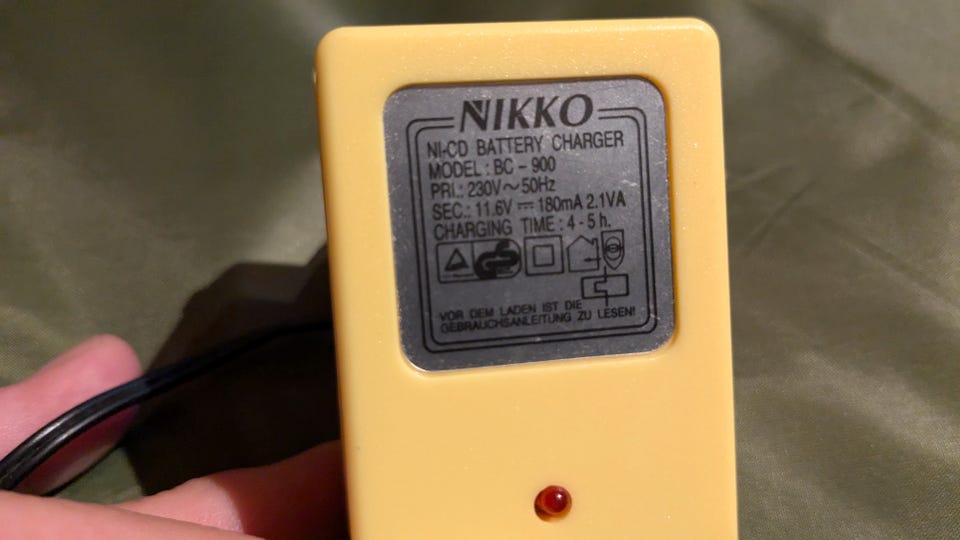 NIKKO
NI-CD BATTERY CHARGER
MODEL : BC - 900
PRI.: 230V~50Hz
SEC.: 11.6V ⎓ 180mA 2.1VA
CHARGING TIME : 4 - 5 h.
VOR DEM LADEN IST DIE
GEBRAUCHSANLEITUNG ZU LESEN!